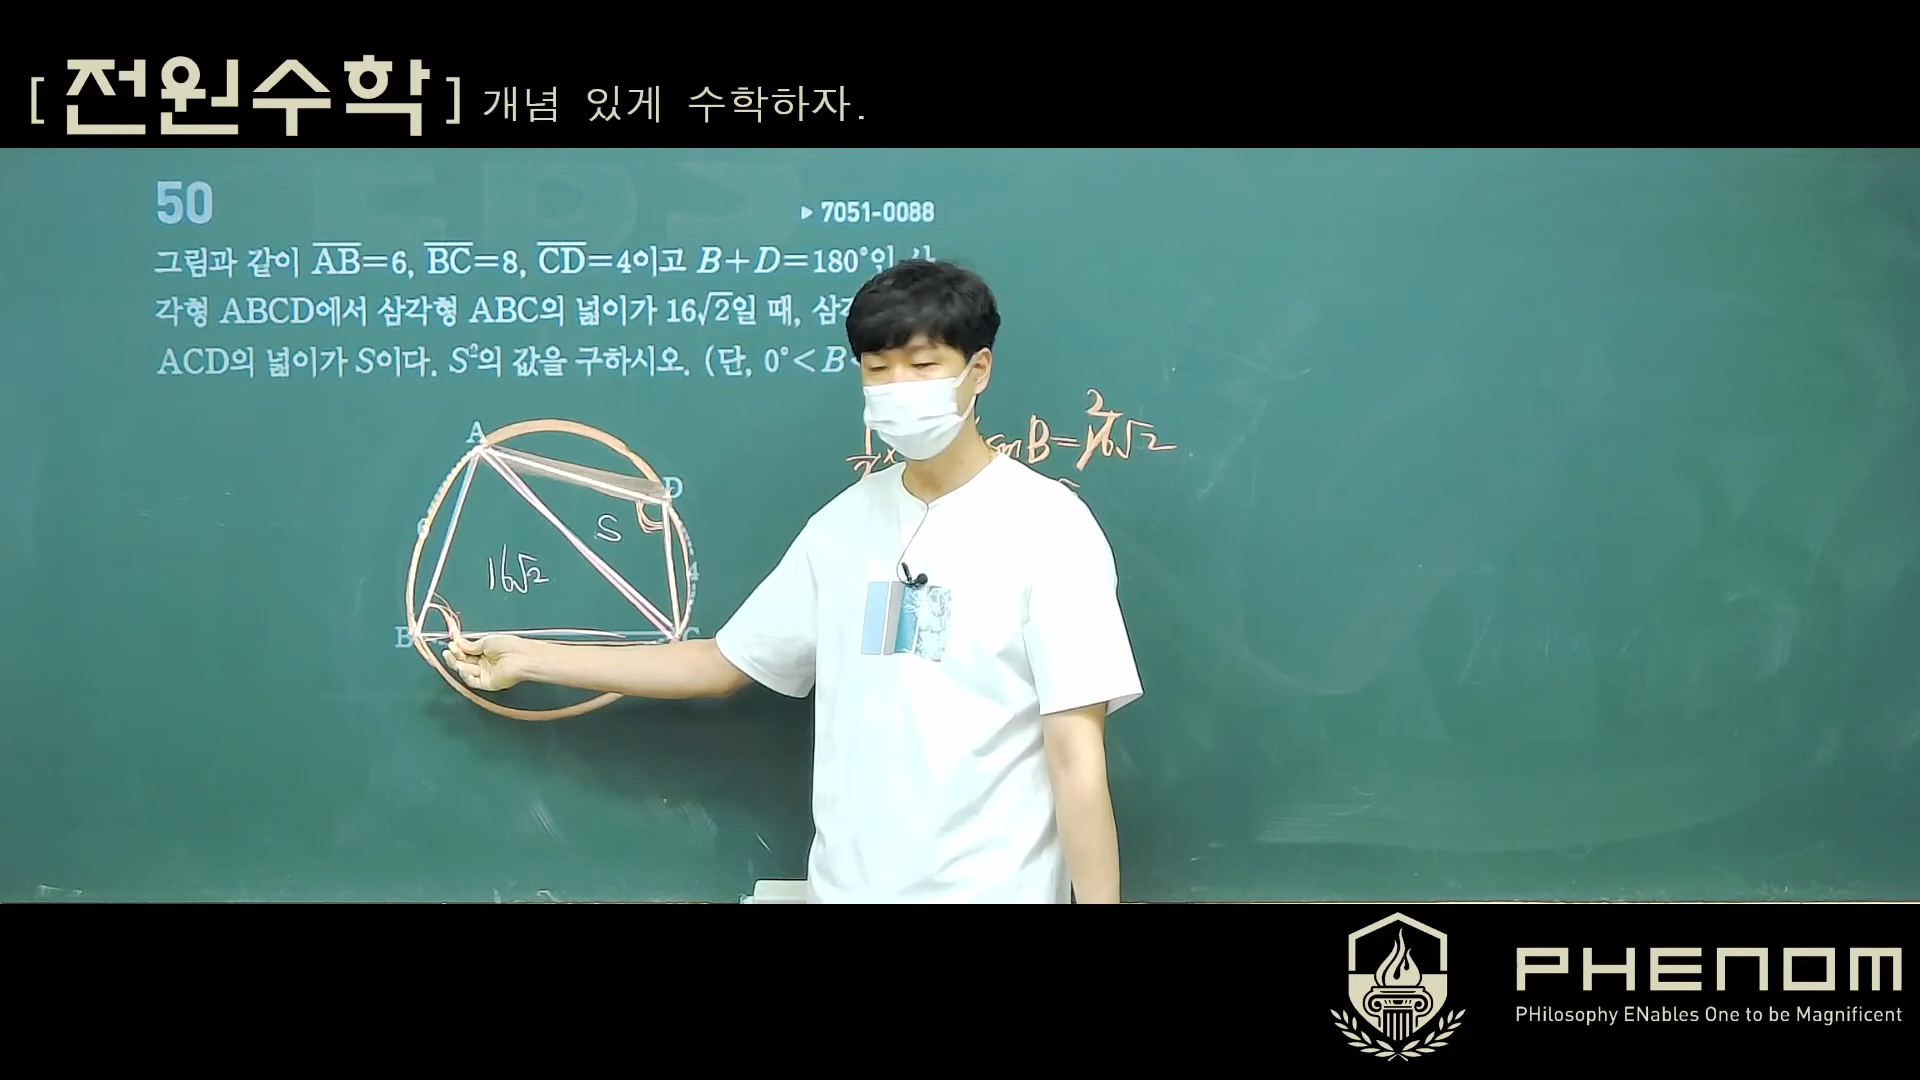 [전원수학] 개념 있게 수학하자.
50
▶ 7051-0088
그림과 같이 AB=6, BC=8, CD=4이고 B+D=180°인
각형 ABCD에서 삼각형 ABC의 넓이가 16√2일 때,
ACD의 넓이가 S이다. S²의 값을 구하시오. (단, 0°<B
B=16√2
2
A
D
S
16√2
4
B
C
PHENOM
PHilosophy ENables One to be Magnificent